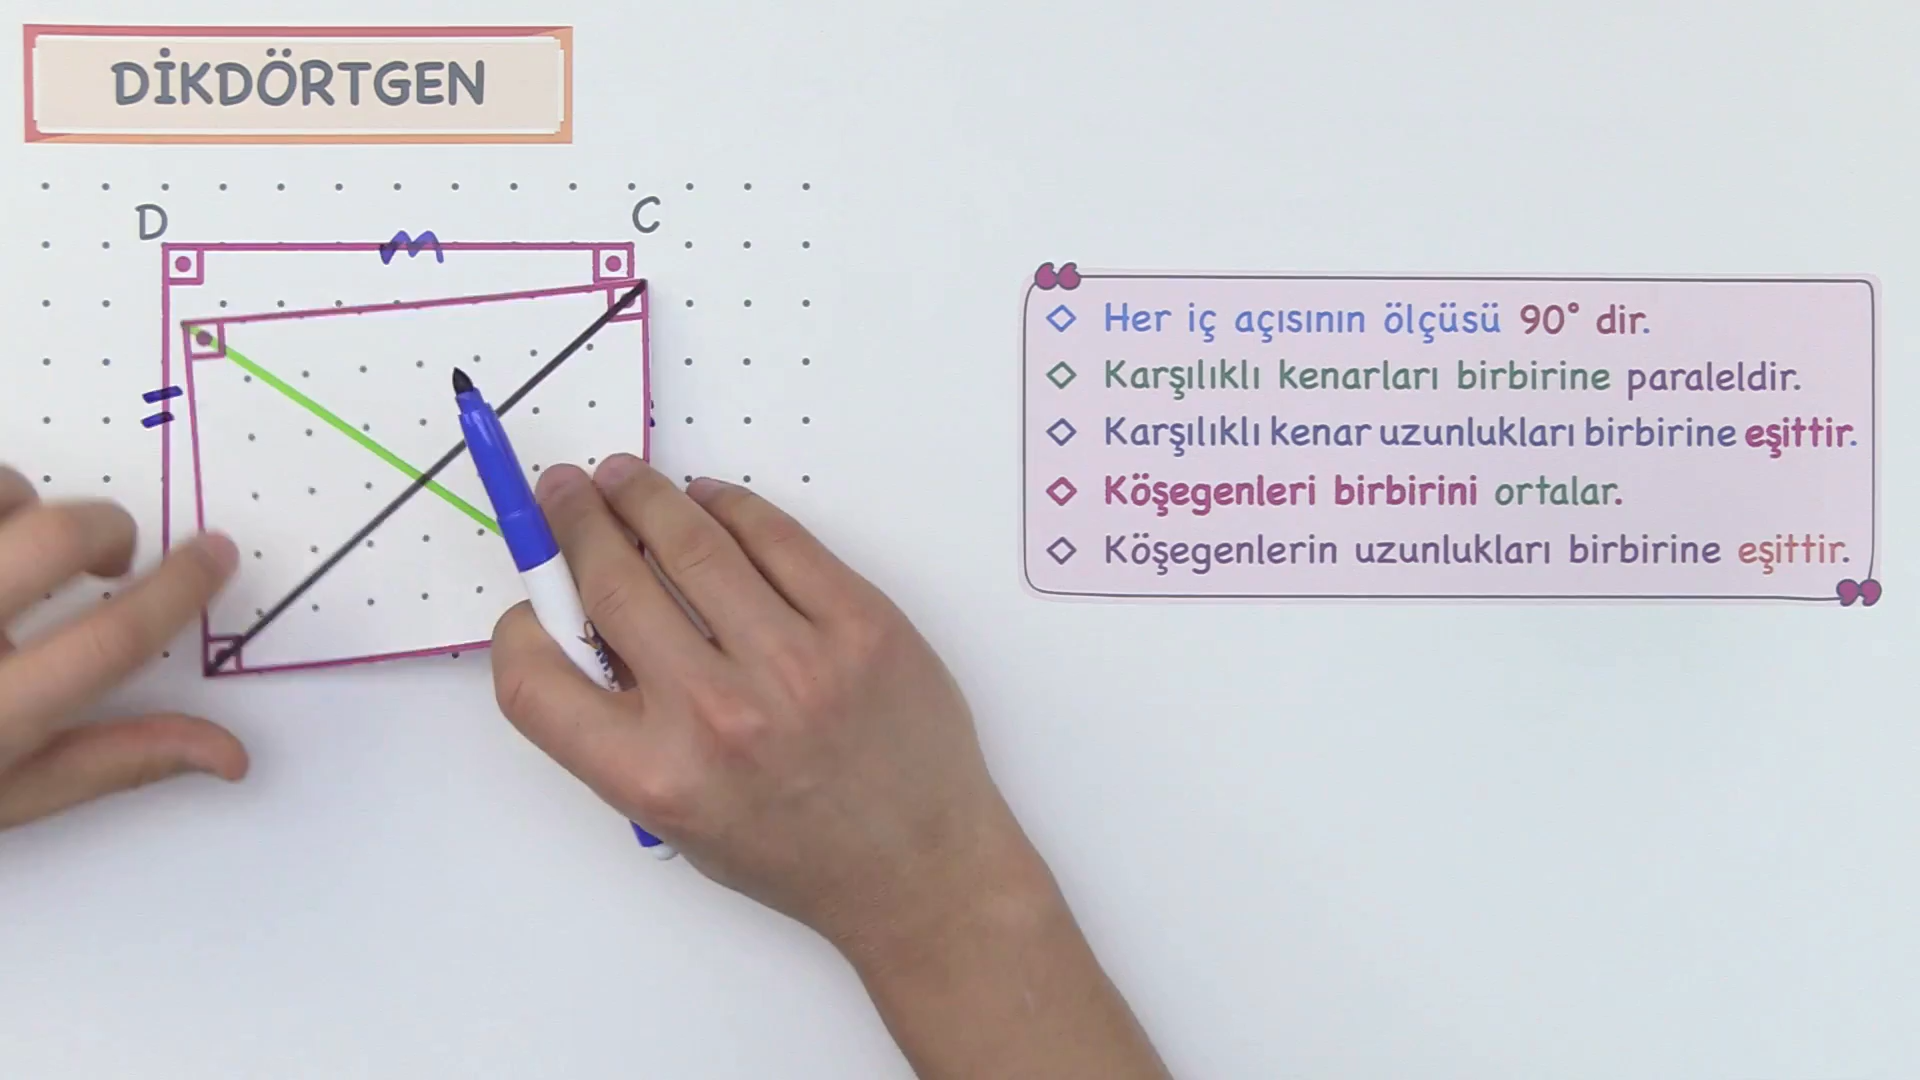 DİKDÖRTGEN
D
C
Her iç açısının ölçüsü 90° dir.
Karşılıklı kenarları birbirine paraleldir.
Karşılıklı kenar uzunlukları birbirine eşittir.
Köşegenleri birbirini ortalar.
Köşegenlerin uzunlukları birbirine eşittir.